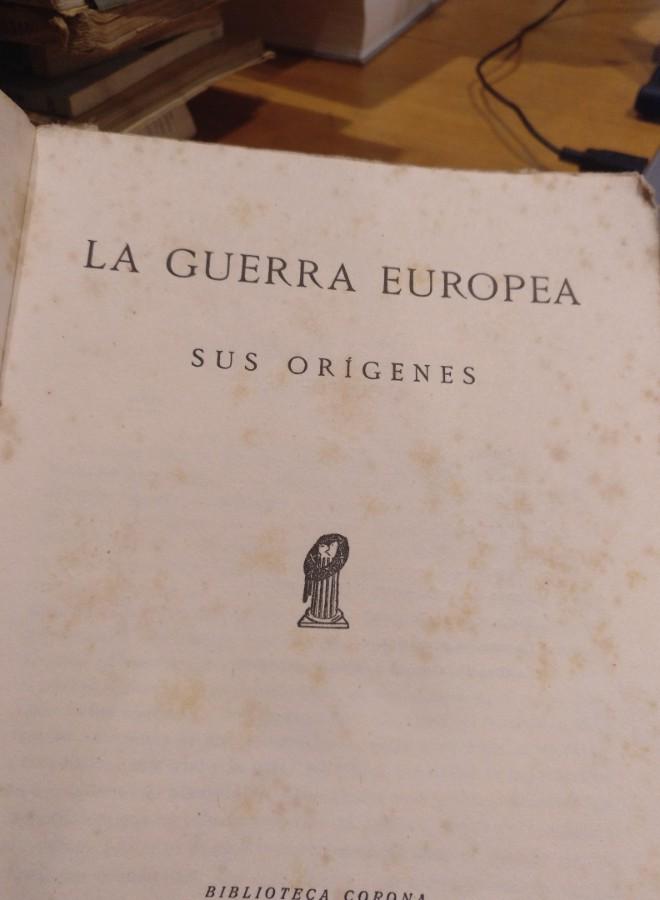 LA GUERRA EUROPEA
SUS ORÍGENES
BIBLIOTECA CORONA